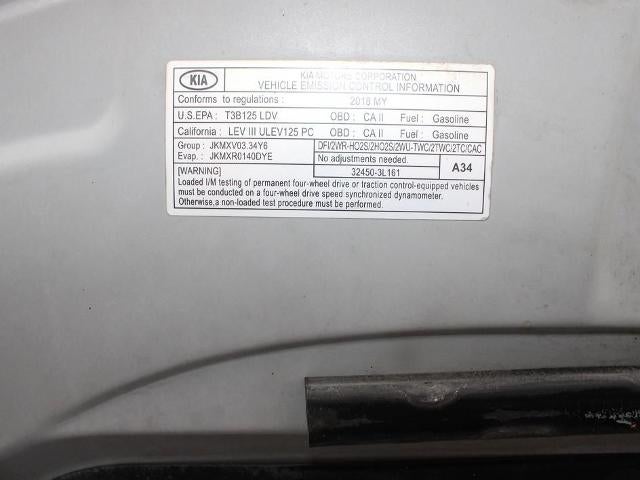 KIA
KIA MOTORS CORPORATION
VEHICLE EMISSION CONTROL INFORMATION
Conforms to regulations : 2018 MY
U.S.EPA : T3B125 LDV OBD : CA II Fuel : Gasoline
California : LEV III ULEV125 PC OBD : CA II Fuel : Gasoline
Group : JKMXV03.34Y6 DFI/2WR-HO2S/2HO2S/2WU-TWC/2TWC/2TC/CAC
Evap. : JKMXR0140DYE No adjustments needed. A34
[WARNING] 32450-3L161
Loaded I/M testing of permanent four-wheel drive or traction control-equipped vehicles
must be conducted on a four-wheel drive speed synchronized dynamometer.
Otherwise,a non-loaded test procedure must be performed.